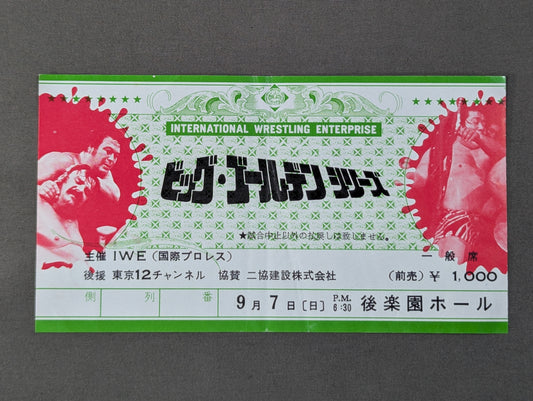 INTERNATIONAL WRESTLING ENTERPRISE
ビッグ・ゴールデンシリーズ
★試合中止以外の払戻しは致しません。
主催 IWE(国際プロレス) 一般席
後援 東京12チャンネル 協賛 二協建設株式会社 (前売) ¥ 1,000
側 列 番 9月7日〔日〕 P.M. 6:30 後楽園ホール